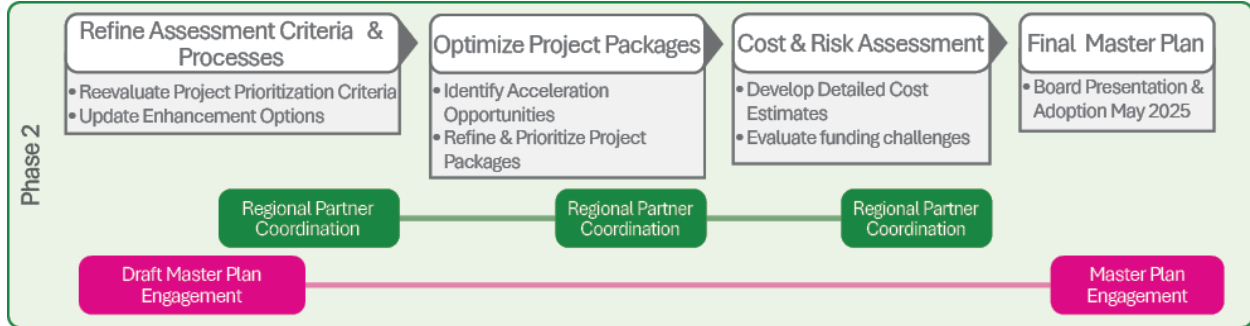 Phase 2
Refine Assessment Criteria &
Processes
• Reevaluate Project Prioritization Criteria
• Update Enhancement Options
Optimize Project Packages
• Identify Acceleration
Opportunities
• Refine & Prioritize Project
Packages
Cost & Risk Assessment
• Develop Detailed Cost
Estimates
• Evaluate funding challenges
Final Master Plan
• Board Presentation &
Adoption May 2025
Regional Partner
Coordination
Regional Partner
Coordination
Regional Partner
Coordination
Draft Master Plan
Engagement
Master Plan
Engagement